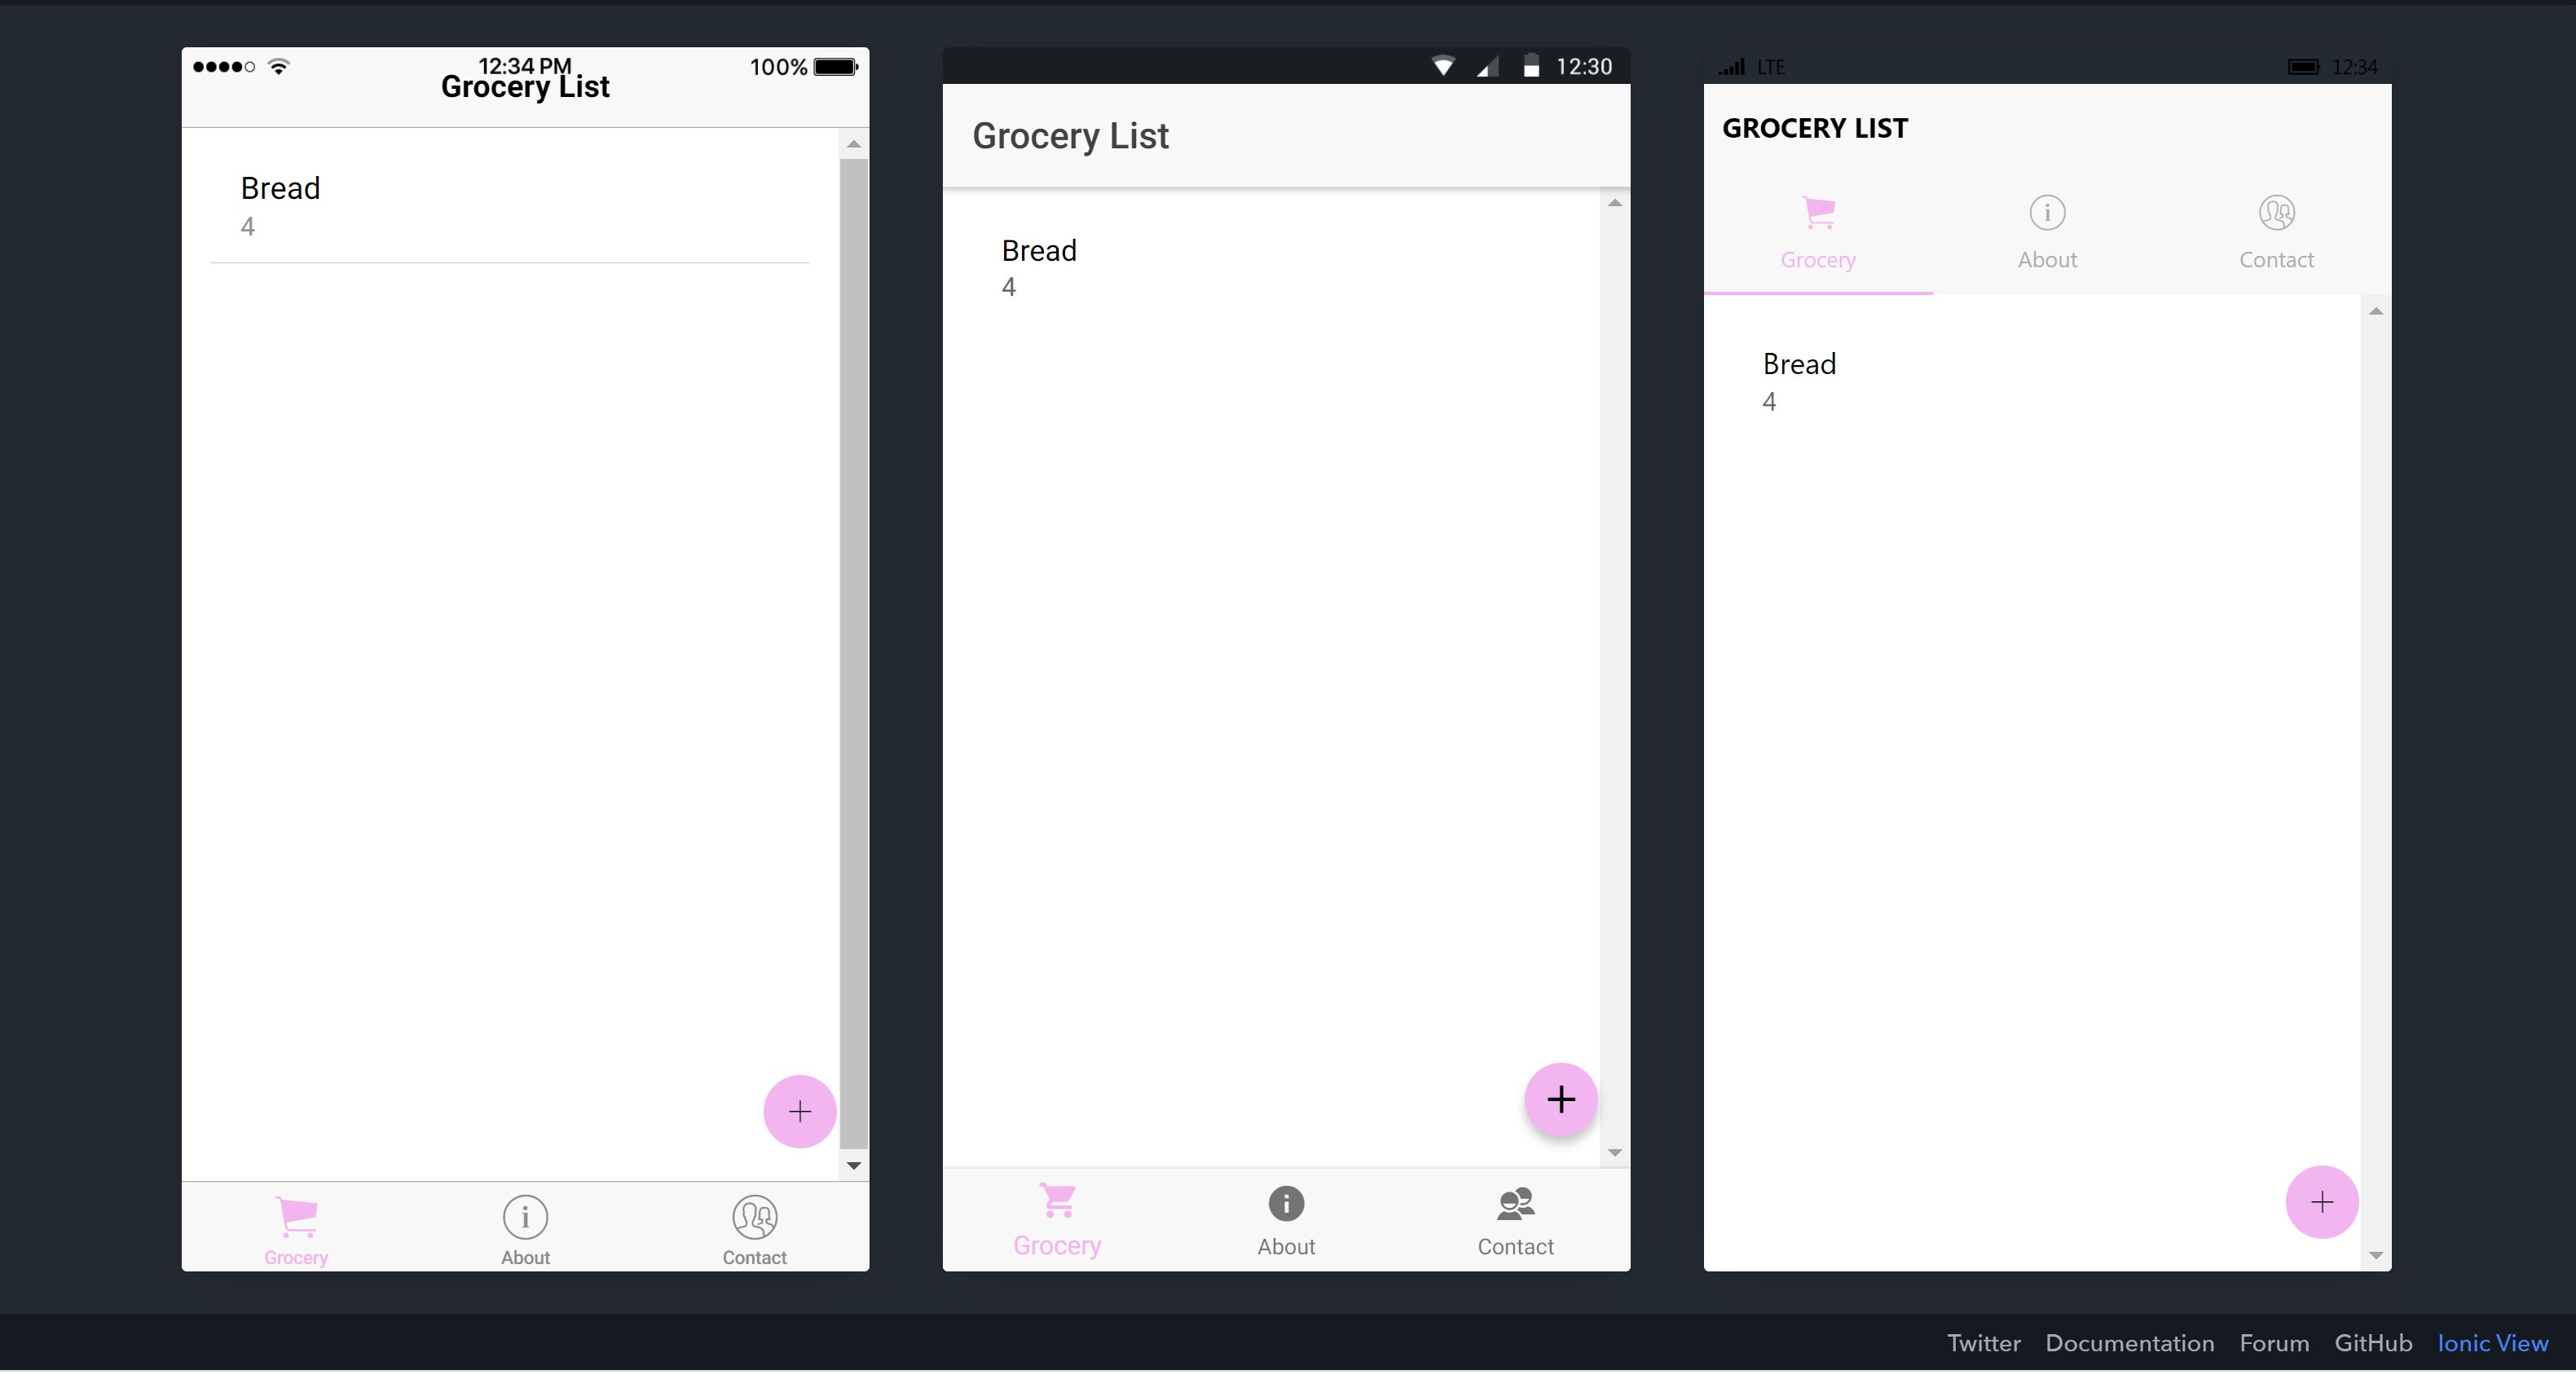 12:34 PM
100%
Grocery List
Bread
4
Grocery
About
Contact
12:30
Grocery List
Bread
4
Grocery
About
Contact
LTE
12:34
GROCERY LIST
Grocery
About
Contact
Bread
4
Twitter Documentation Forum GitHub Ionic View